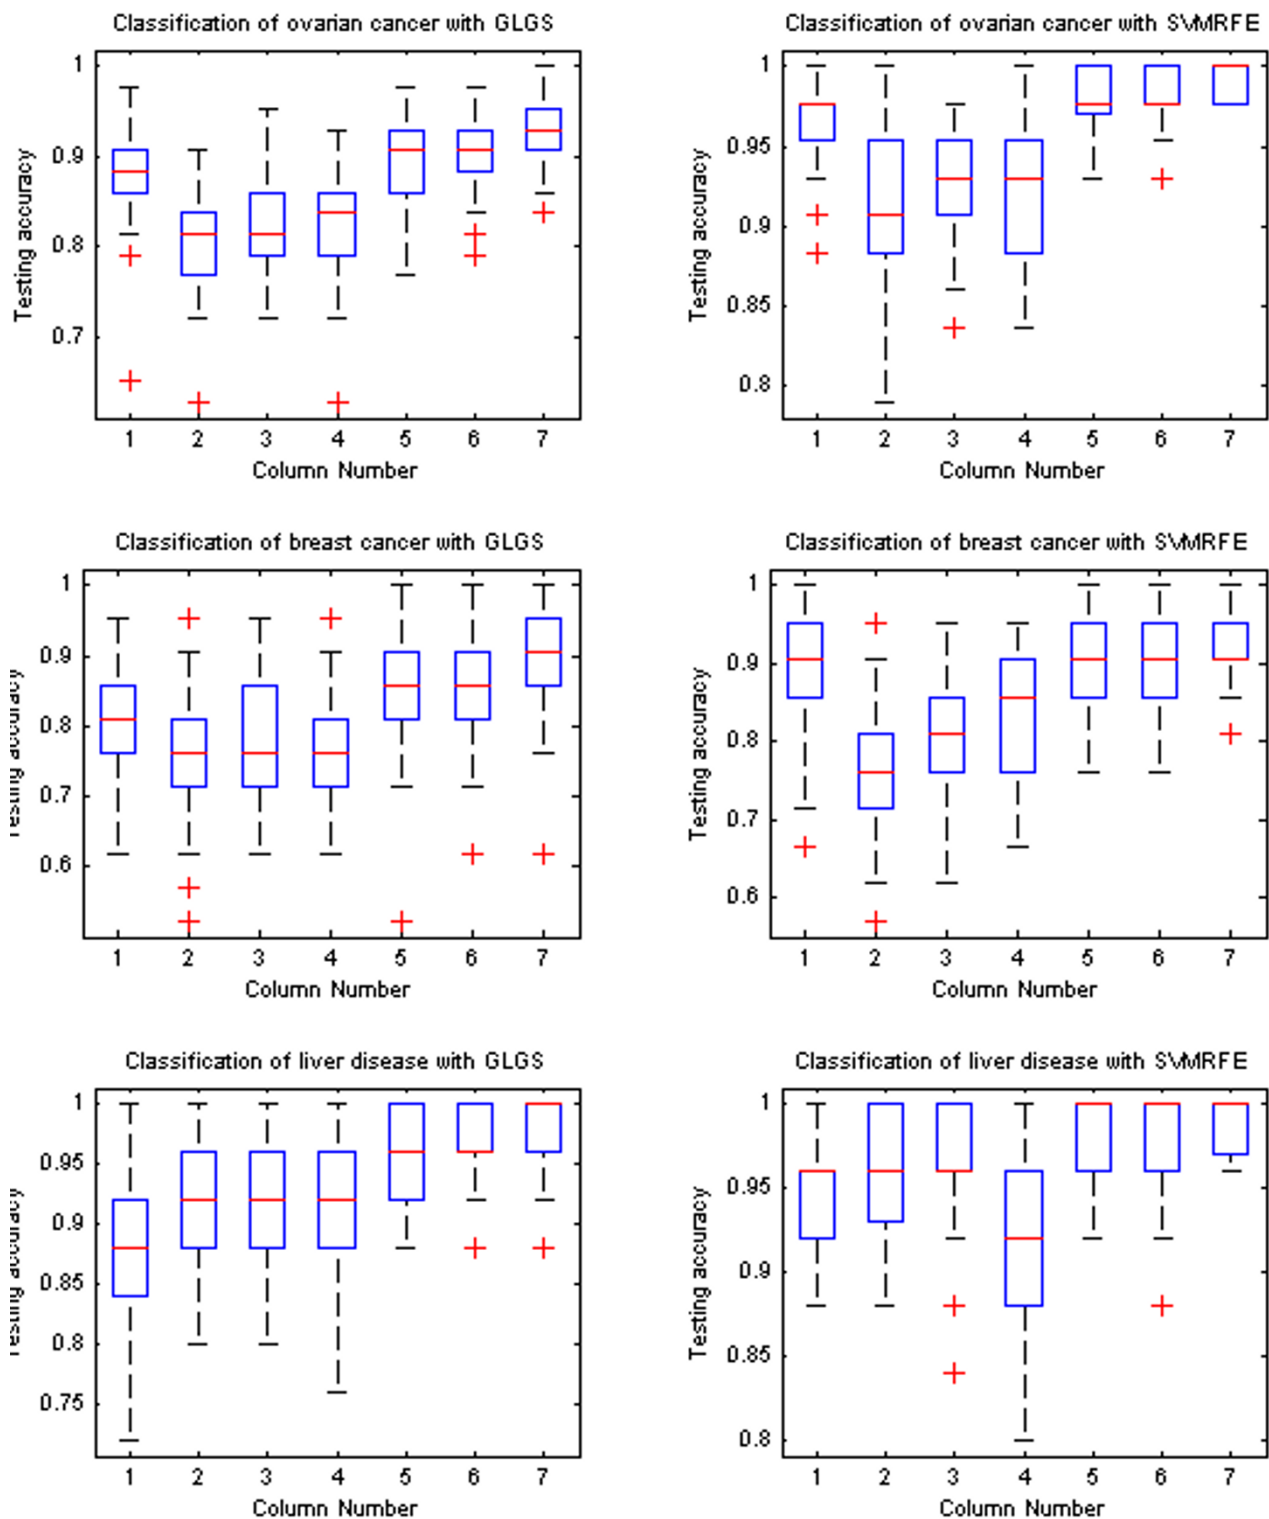 Classification of ovarian cancer with GLGS
Testing accuracy
1
0.9
0.8
0.7
1 2 3 4 5 6 7
Column Number
Classification of ovarian cancer with SVMRFE
Testing accuracy
1
0.95
0.9
0.85
0.8
1 2 3 4 5 6 7
Column Number
Classification of breast cancer with GLGS
Testing accuracy
1
0.9
0.8
0.7
0.6
1 2 3 4 5 6 7
Column Number
Classification of breast cancer with SVMRFE
Testing accuracy
1
0.9
0.8
0.7
0.6
1 2 3 4 5 6 7
Column Number
Classification of liver disease with GLGS
Testing accuracy
1
0.95
0.9
0.85
0.8
0.75
1 2 3 4 5 6 7
Column Number
Classification of liver disease with SVMRFE
Testing accuracy
1
0.95
0.9
0.85
0.8
1 2 3 4 5 6 7
Column Number